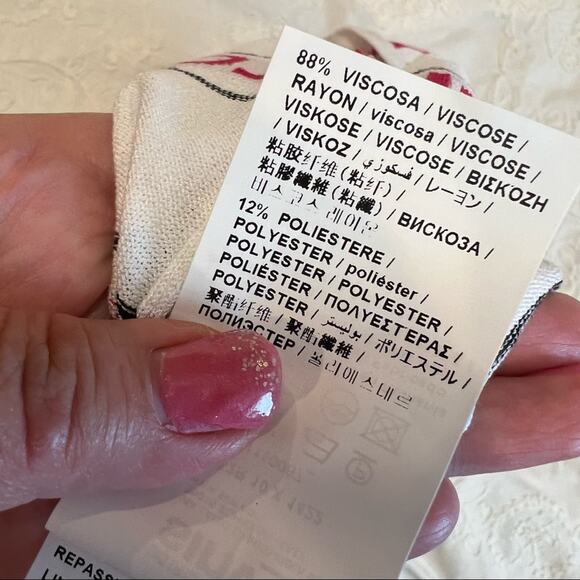 88% VISCOSA / VISCOSE /
RAYON / viscosa / VISCOSE /
VISKOSE / VISCOSE / ΒΙΣΚΟΖΗ
/ VISKOZ / فسكوزي / レーヨン /
粘胶纤维(粘纤) /
粘膠纖維(粘纖) / ВИСКОЗА /
비스코스 레이온
12% POLIESTERE /
POLYESTER / poliéster /
POLYESTER / POLYESTER /
POLIÉSTER / ΠΟΛΥΕΣΤΕΡΑΣ /
POLYESTER / بوليستر / ポリエステル /
聚酯纤维 / 聚酯纖維 /
ПОЛИЭСТЕР / 폴리에스테르
REPASS